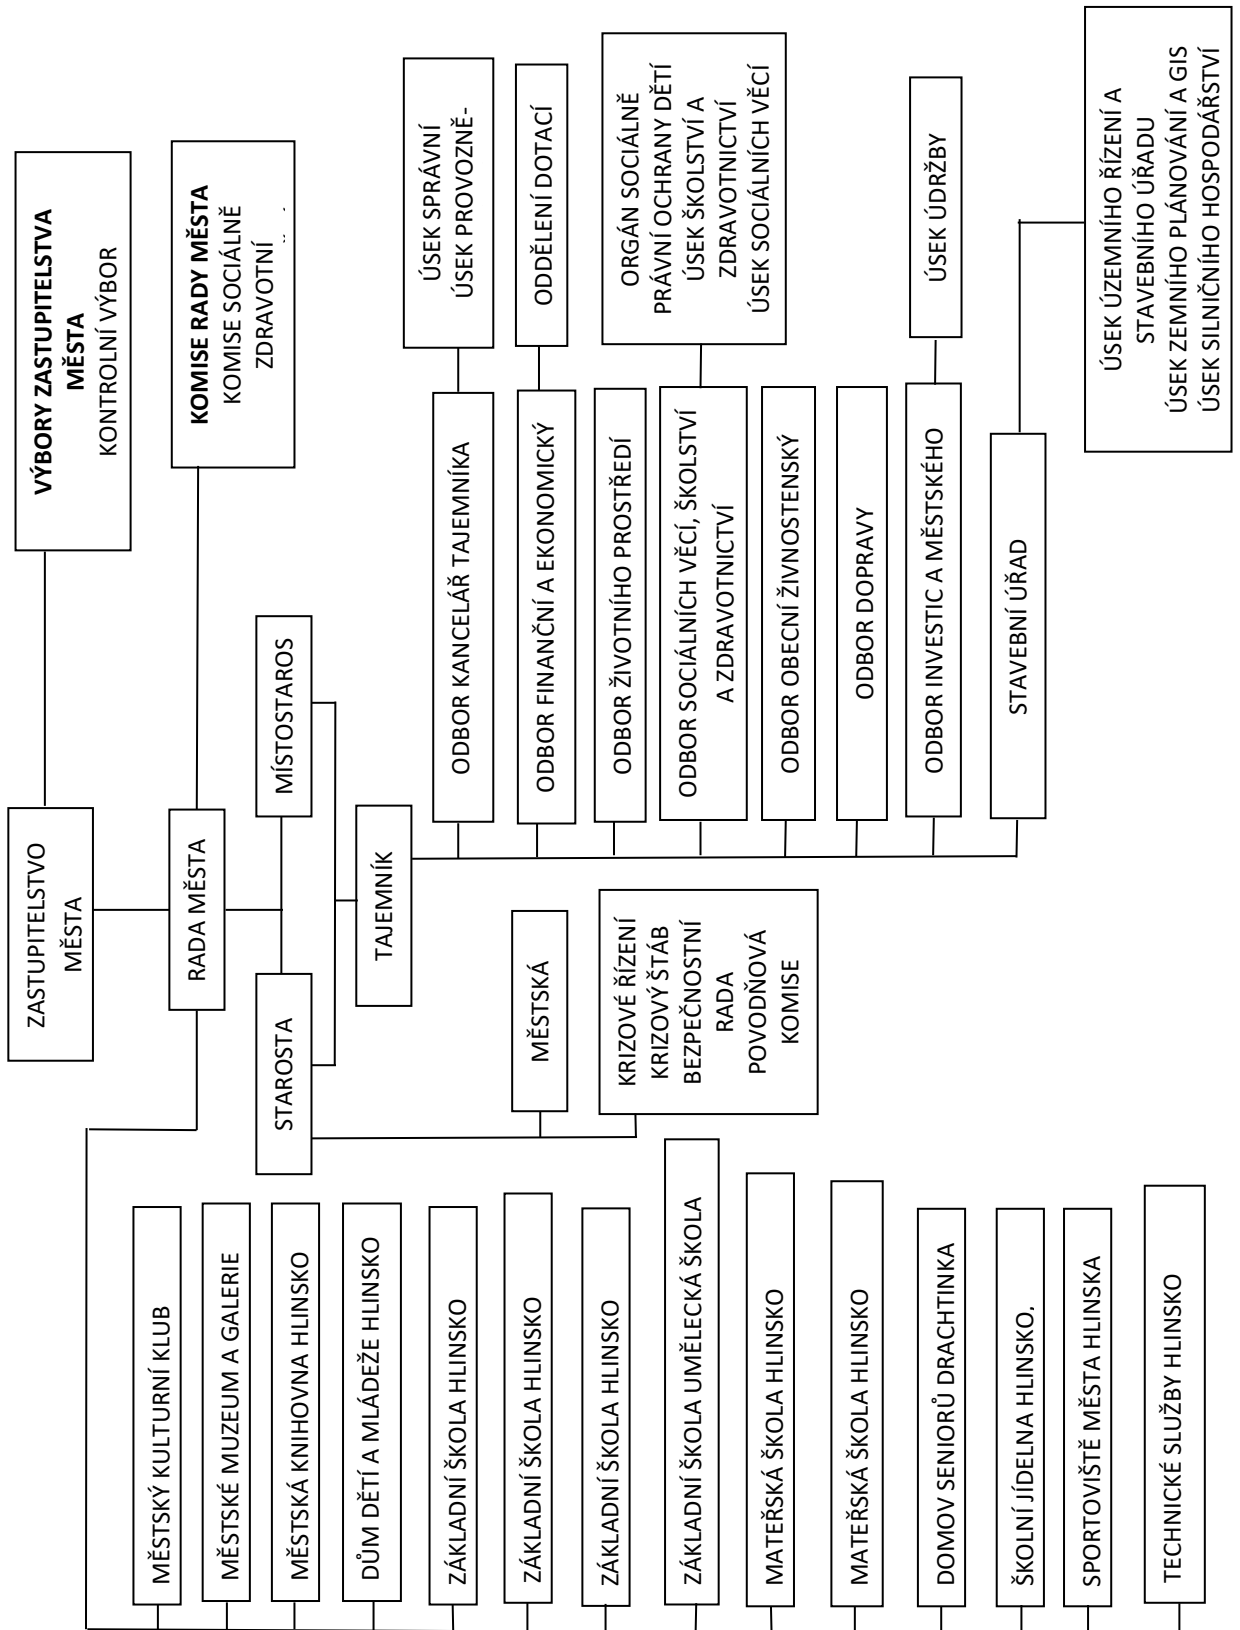 ZASTUPITELSTVO
MĚSTA
VÝBORY ZASTUPITELSTVA
MĚSTA
KONTROLNÍ VÝBOR
RADA MĚSTA
KOMISE RADY MĚSTA
KOMISE SOCIÁLNĚ
ZDRAVOTNÍ
STAROSTA
MÍSTOSTAROS
TAJEMNÍK
MĚSTSKÁ
KRIZOVÉ ŘÍZENÍ
KRIZOVÝ ŠTÁB
BEZPEČNOSTNÍ
RADA
POVODŇOVÁ
KOMISE
ODBOR KANCELÁŘ TAJEMNÍKA
ÚSEK SPRÁVNÍ
ÚSEK PROVOZNĚ-
ODBOR FINANČNÍ A EKONOMICKÝ
ODDĚLENÍ DOTACÍ
ODBOR ŽIVOTNÍHO PROSTŘEDÍ
ODBOR SOCIÁLNÍCH VĚCÍ, ŠKOLSTVÍ
A ZDRAVOTNICTVÍ
ORGÁN SOCIÁLNĚ
PRÁVNÍ OCHRANY DĚTÍ
ÚSEK ŠKOLSTVÍ A
ZDRAVOTNICTVÍ
ÚSEK SOCIÁLNÍCH VĚCÍ
ODBOR OBECNÍ ŽIVNOSTENSKÝ
ODBOR DOPRAVY
ODBOR INVESTIC A MĚSTSKÉHO
ÚSEK ÚDRŽBY
STAVEBNÍ ÚŘAD
ÚSEK ÚZEMNÍHO ŘÍZENÍ A
STAVEBNÍHO ÚŘADU
ÚSEK ZEMNÍHO PLÁNOVÁNÍ A GIS
ÚSEK SILNIČNÍHO HOSPODÁŘSTVÍ
MĚSTSKÝ KULTURNÍ KLUB
MĚSTSKÉ MUZEUM A GALERIE
MĚSTSKÁ KNIHOVNA HLINSKO
DŮM DĚTÍ A MLÁDEŽE HLINSKO
ZÁKLADNÍ ŠKOLA HLINSKO
ZÁKLADNÍ ŠKOLA HLINSKO
ZÁKLADNÍ ŠKOLA HLINSKO
ZÁKLADNÍ ŠKOLA UMĚLECKÁ ŠKOLA
MATEŘSKÁ ŠKOLA HLINSKO
MATEŘSKÁ ŠKOLA HLINSKO
DOMOV SENIORŮ DRACHTINKA
ŠKOLNÍ JÍDELNA HLINSKO,
SPORTOVIŠTĚ MĚSTA HLINSKA
TECHNICKÉ SLUŽBY HLINSKO